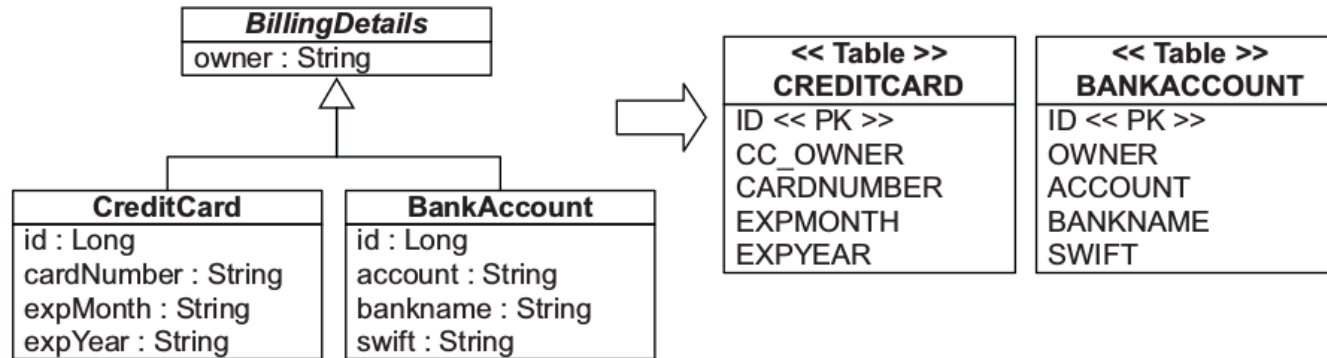 BillingDetails
owner : String
CreditCard
id : Long
cardNumber : String
expMonth : String
expYear : String
BankAccount
id : Long
account : String
bankname : String
swift : String
<< Table >>
CREDITCARD
ID << PK >>
CC_OWNER
CARDNUMBER
EXPMONTH
EXPYEAR
<< Table >>
BANKACCOUNT
ID << PK >>
OWNER
ACCOUNT
BANKNAME
SWIFT